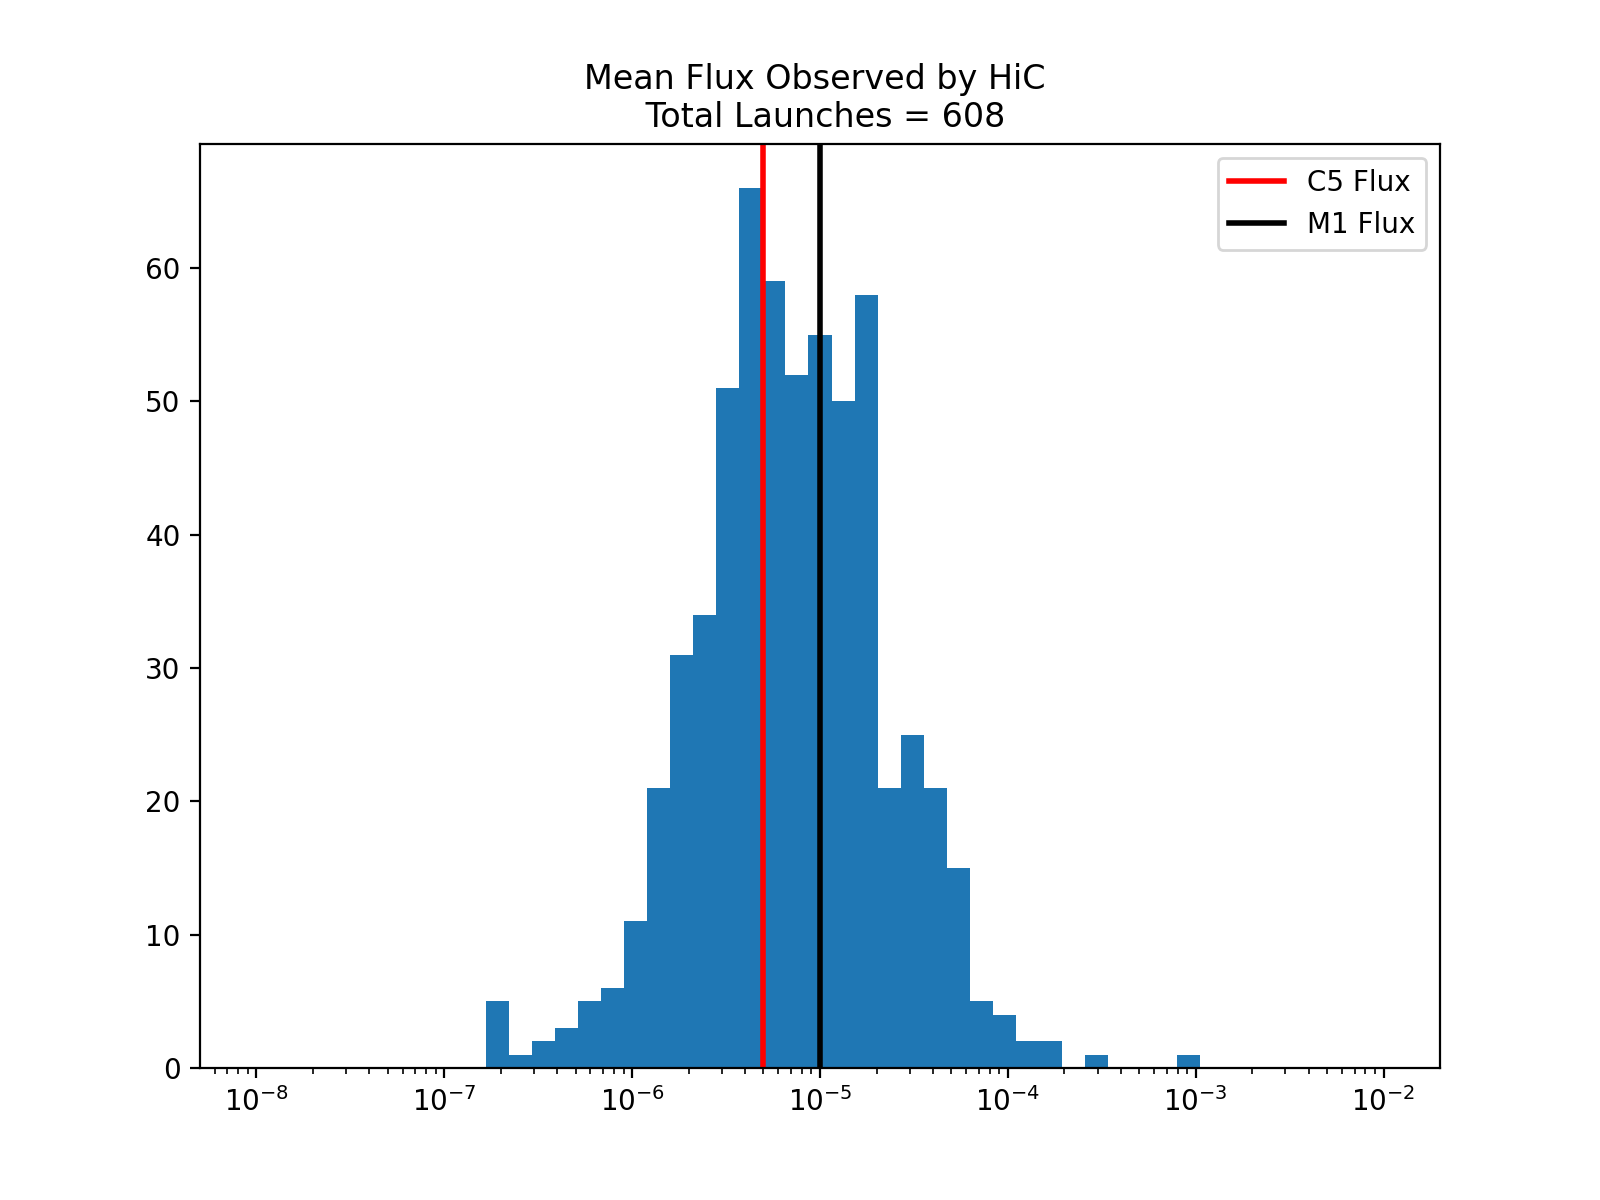 Mean Flux Observed by HiC
Total Launches = 608
C5 Flux
M1 Flux
60
50
40
30
20
10
0
10⁻⁸ 10⁻⁷ 10⁻⁶ 10⁻⁵ 10⁻⁴ 10⁻³ 10⁻²